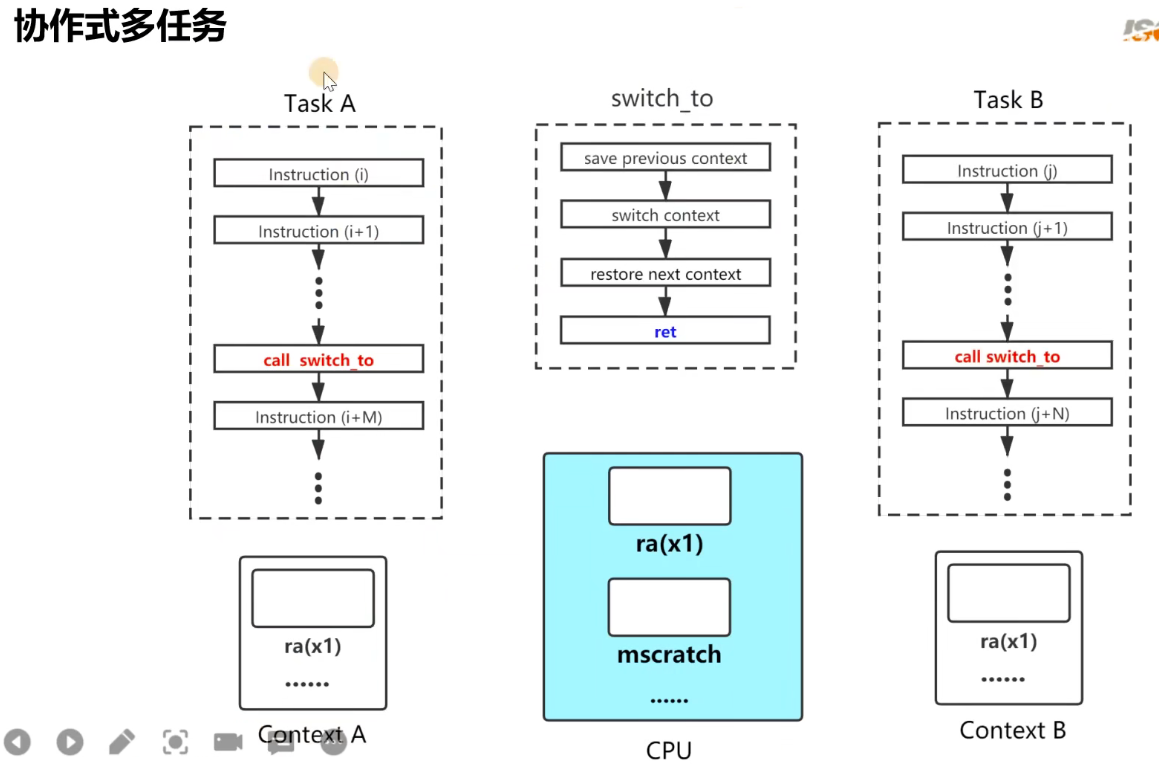 协作式多任务
Task A
Instruction (i)
Instruction (i+1)
call switch_to
Instruction (i+M)
ra(x1)
......
Context A
switch_to
save previous context
switch context
restore next context
ret
ra(x1)
mscratch
......
CPU
Task B
Instruction (j)
Instruction (j+1)
call switch_to
Instruction (j+N)
ra(x1)
......
Context B